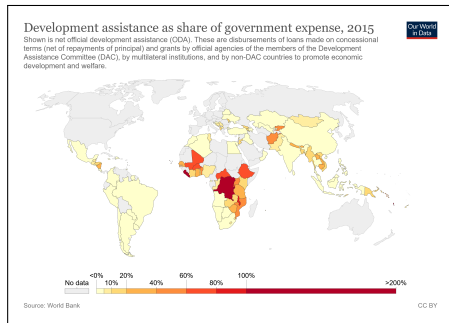 Development assistance as share of government expense, 2015
Our World
in Data
Shown is net official development assistance (ODA). These are disbursements of loans made on concessional
terms (net of repayments of principal) and grants by official agencies of the members of the Development
Assistance Committee (DAC), by multilateral institutions, and by non-DAC countries to promote economic
development and welfare.
<0% 20% 60% 100% >200%
No data 10% 40% 80%
Source: World Bank
CC BY